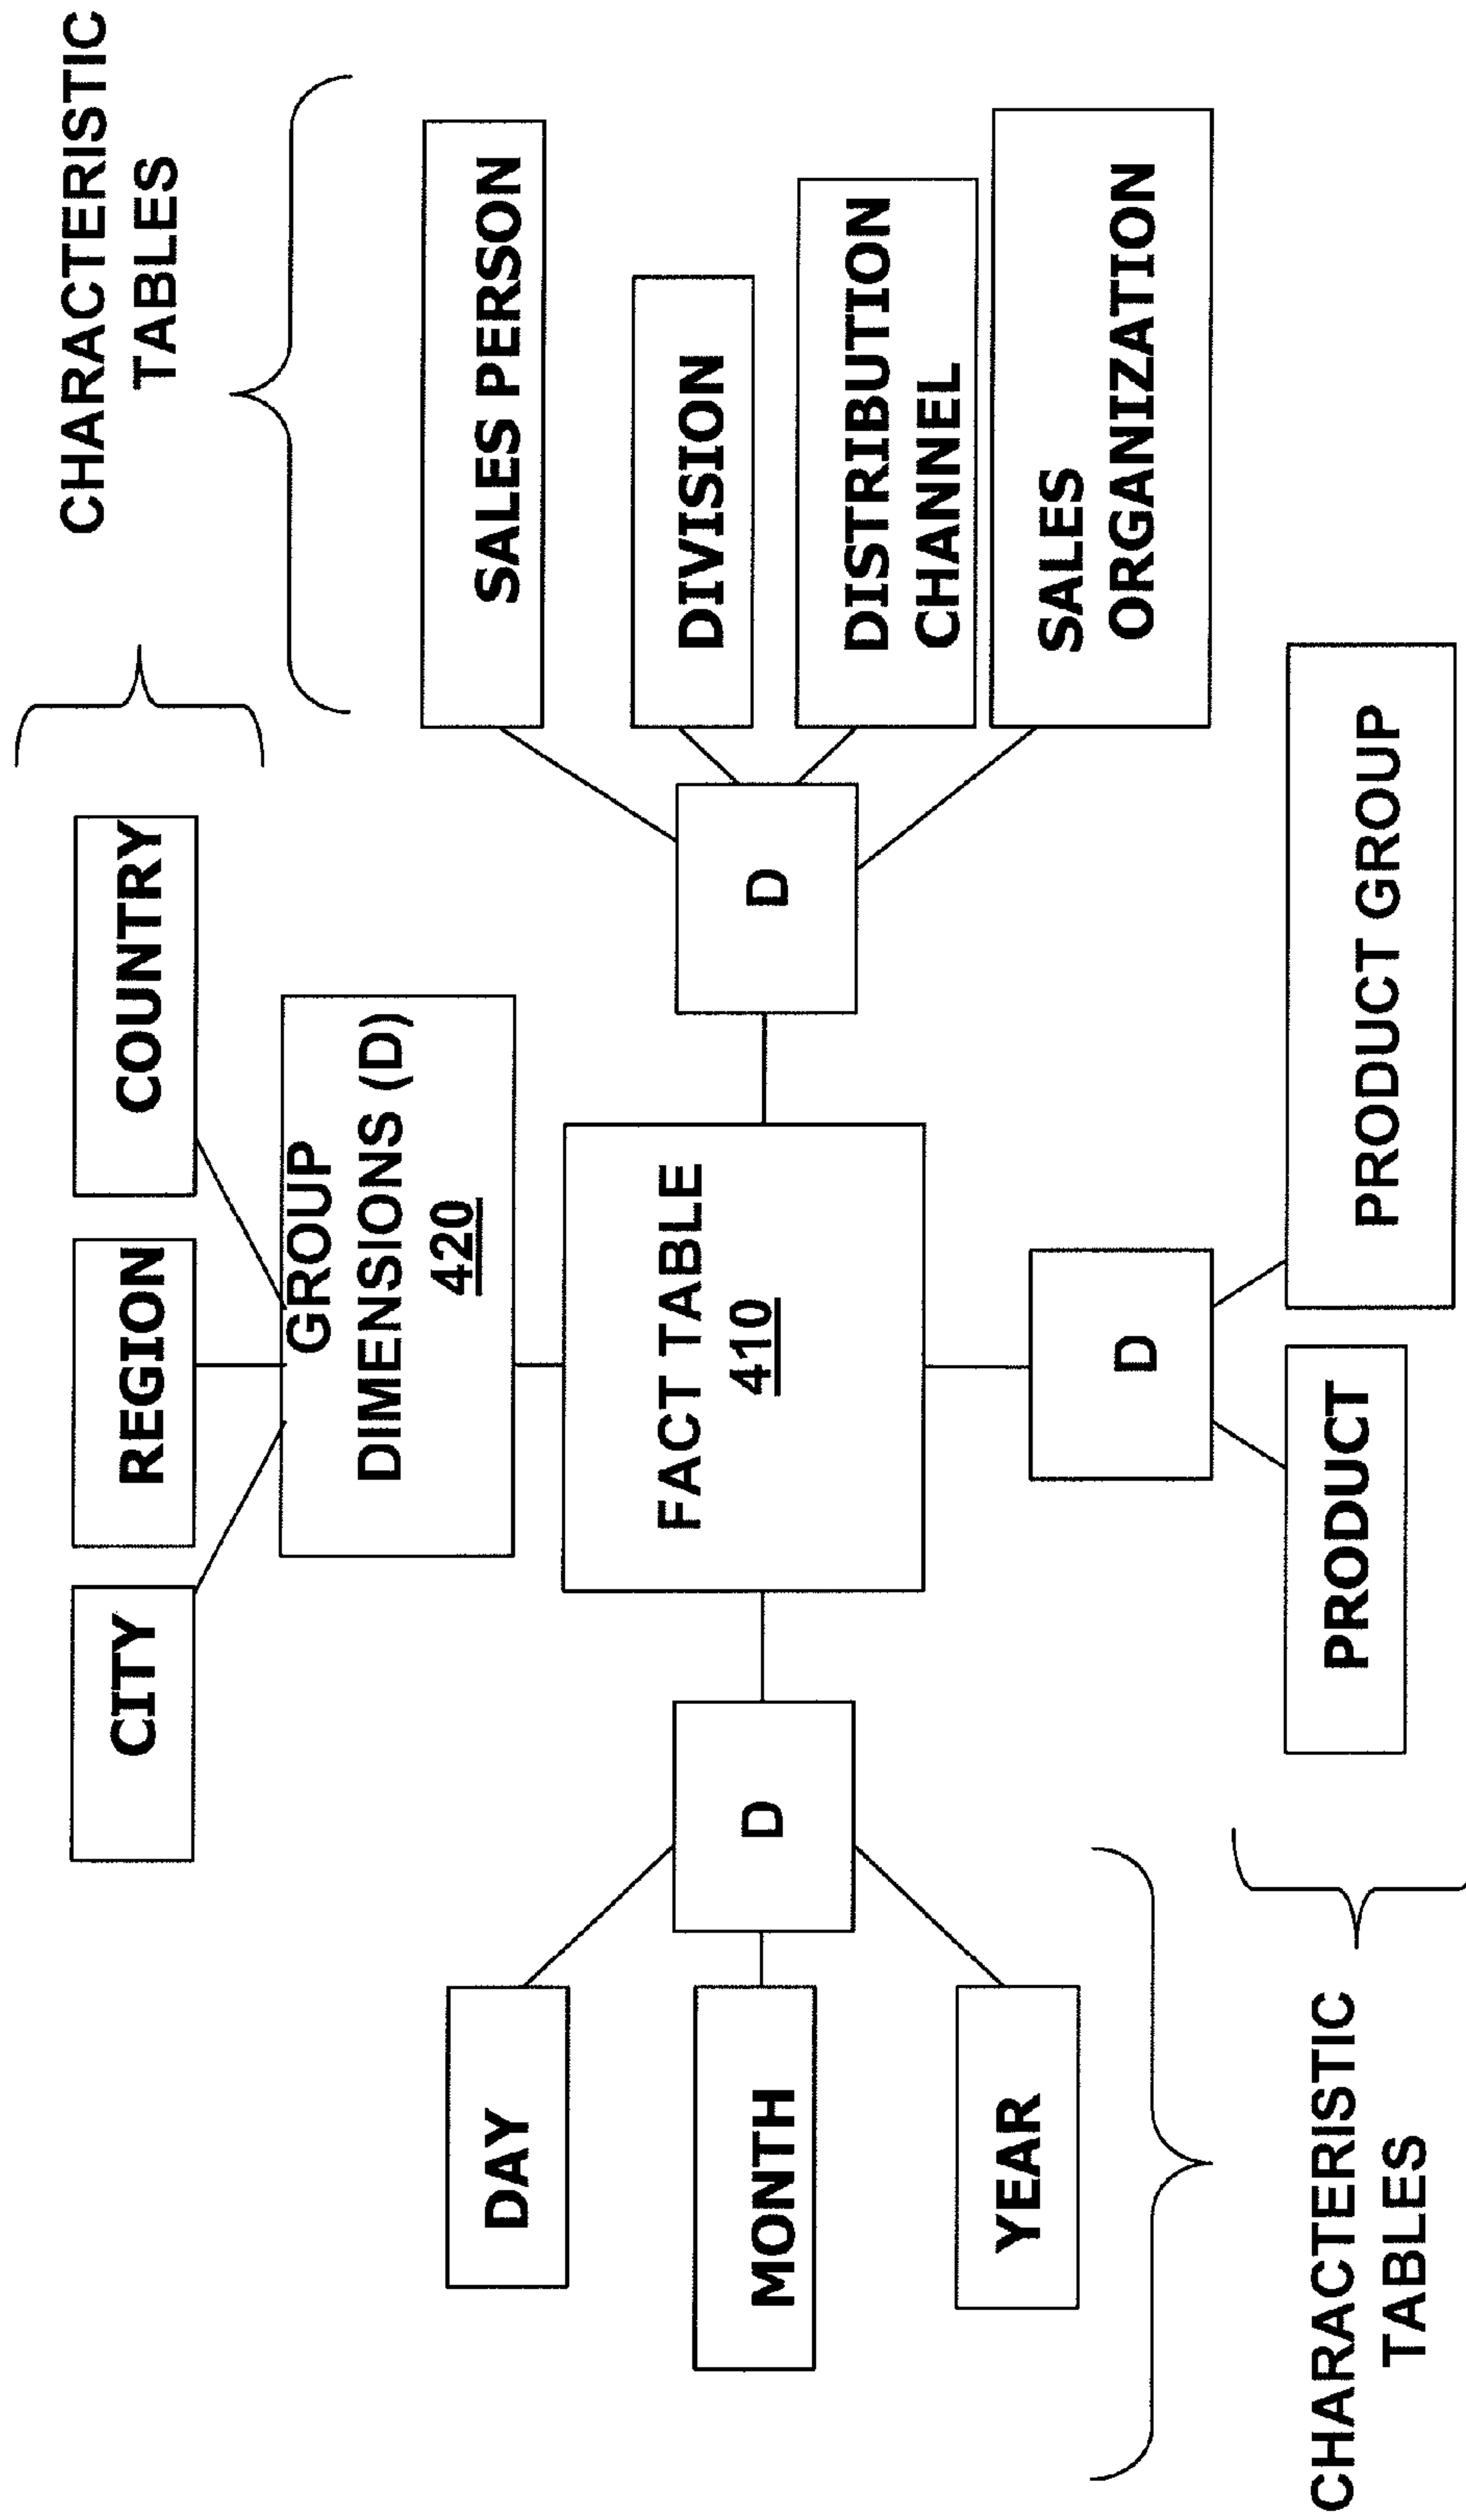 CHARACTERISTIC
TABLES
CITY
REGION
COUNTRY
GROUP
DIMENSIONS (D)
420
SALES PERSON
DAY
FACT TABLE
410
DIVISION
D
D
MONTH
DISTRIBUTION
CHANNEL
YEAR
SALES
ORGANIZATION
D
PRODUCT
PRODUCT GROUP
CHARACTERISTIC
TABLES